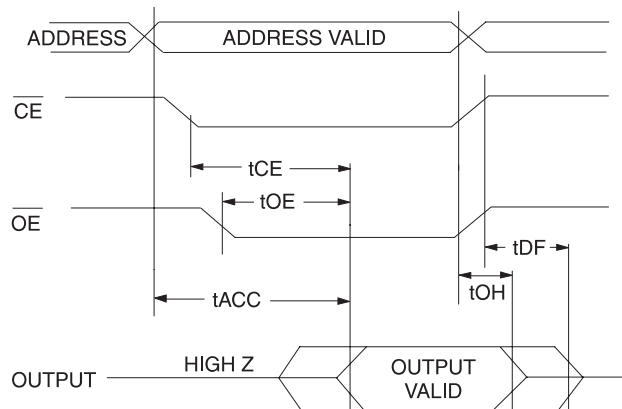 ADDRESS
ADDRESS VALID
CE
tCE
tOE
OE
tDF
tOH
tACC
HIGH Z
OUTPUT
OUTPUT
VALID